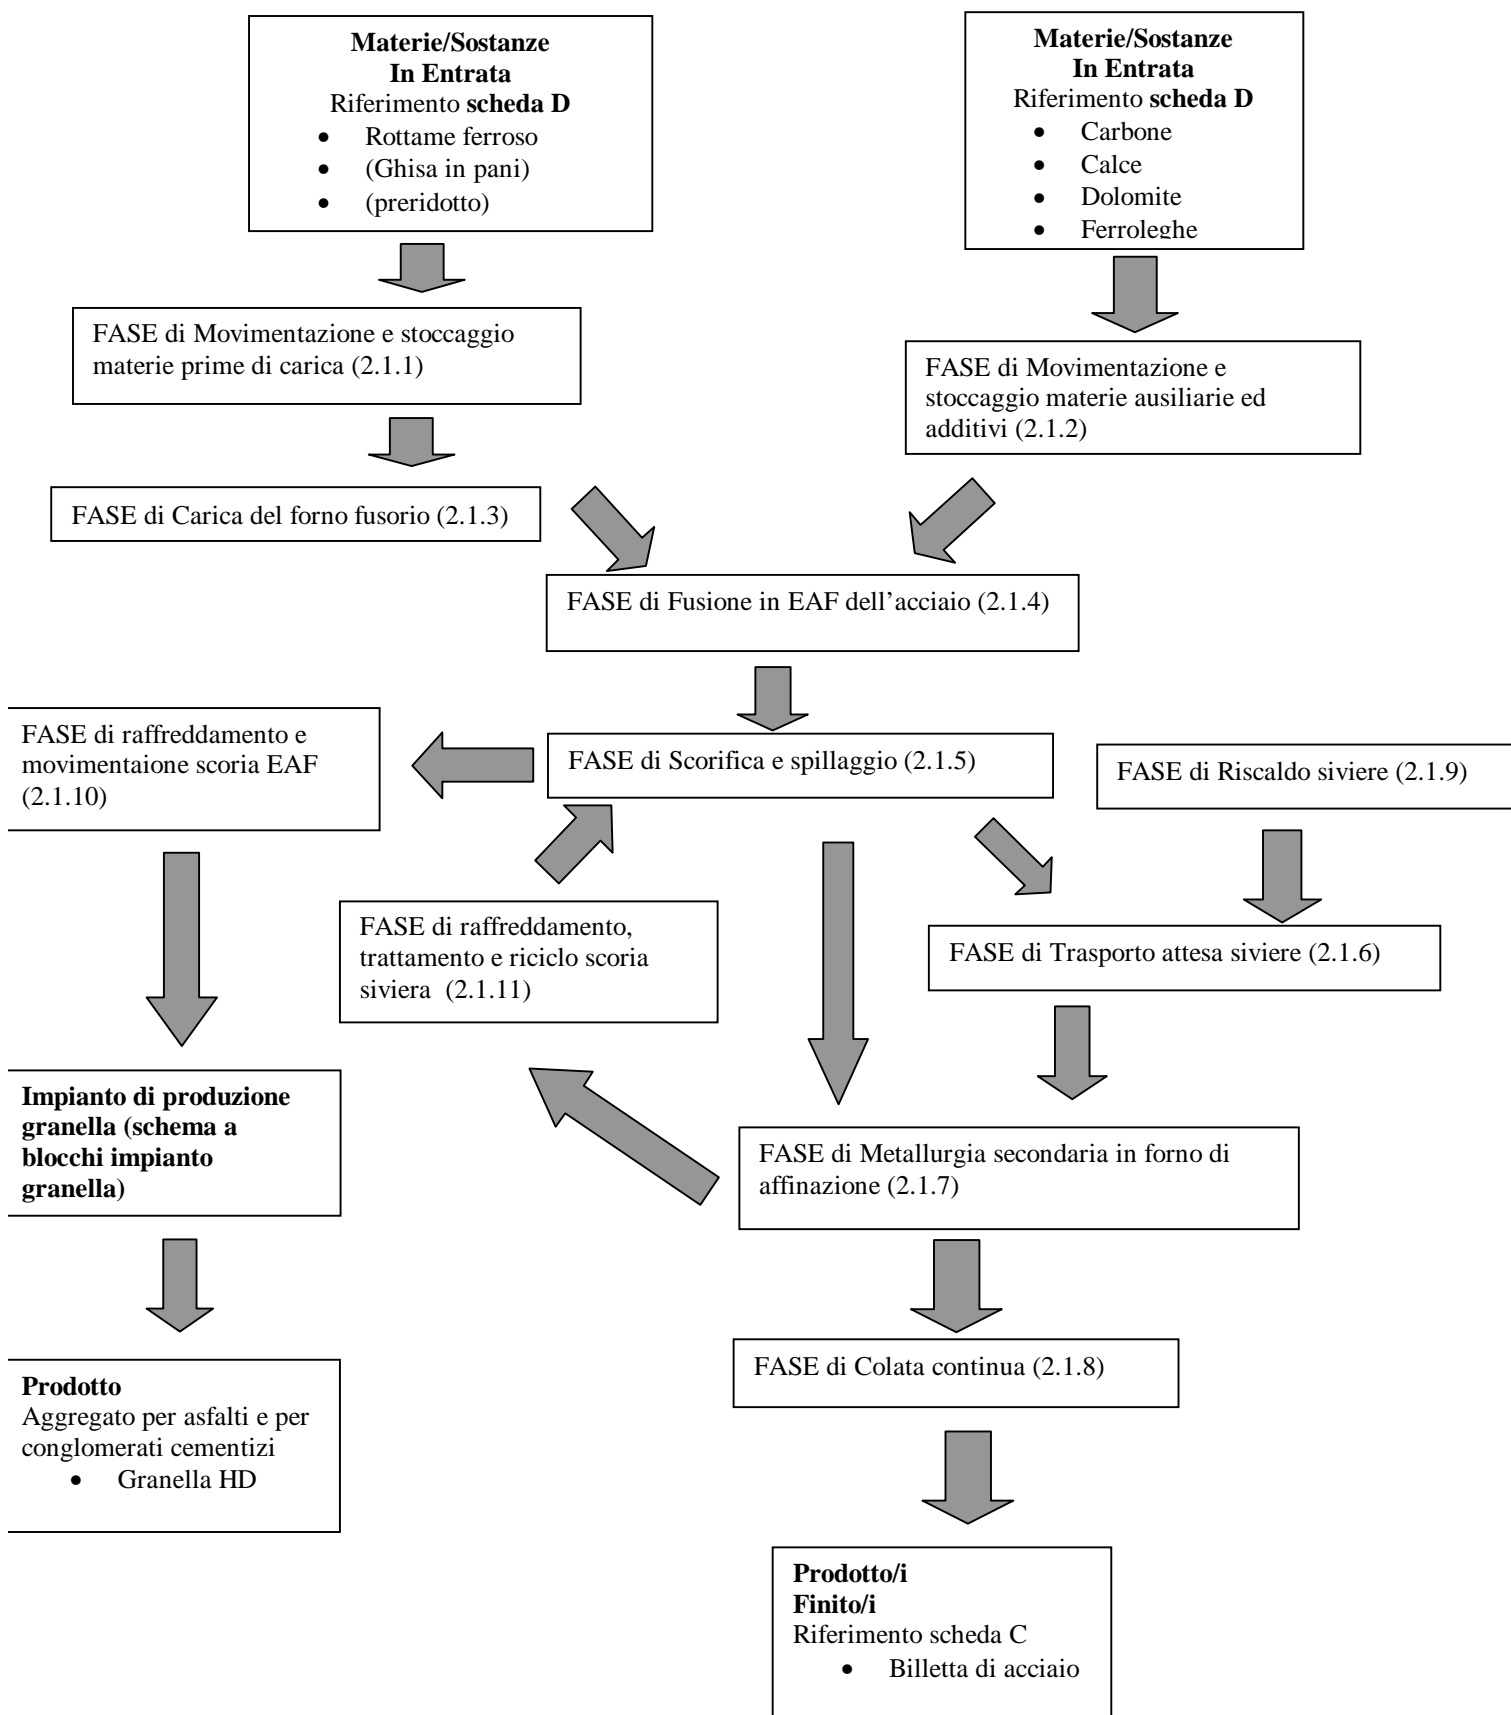 Materie/Sostanze
In Entrata
Riferimento scheda D
• Rottame ferroso
• (Ghisa in pani)
• (preridotto)
Materie/Sostanze
In Entrata
Riferimento scheda D
• Carbone
• Calce
• Dolomite
• Ferroleghe
FASE di Movimentazione e stoccaggio
materie prime di carica (2.1.1)
FASE di Movimentazione e
stoccaggio materie ausiliarie ed
additivi (2.1.2)
FASE di Carica del forno fusorio (2.1.3)
FASE di Fusione in EAF dell’acciaio (2.1.4)
FASE di raffreddamento e
movimentaione scoria EAF
(2.1.10)
FASE di Scorifica e spillaggio (2.1.5)
FASE di Riscaldo siviere (2.1.9)
FASE di raffreddamento,
trattamento e riciclo scoria
siviera (2.1.11)
FASE di Trasporto attesa siviere (2.1.6)
Impianto di produzione
granella (schema a
blocchi impianto
granella)
FASE di Metallurgia secondaria in forno di
affinazione (2.1.7)
FASE di Colata continua (2.1.8)
Prodotto
Aggregato per asfalti e per
conglomerati cementizi
• Granella HD
Prodotto/i
Finito/i
Riferimento scheda C
• Billetta di acciaio